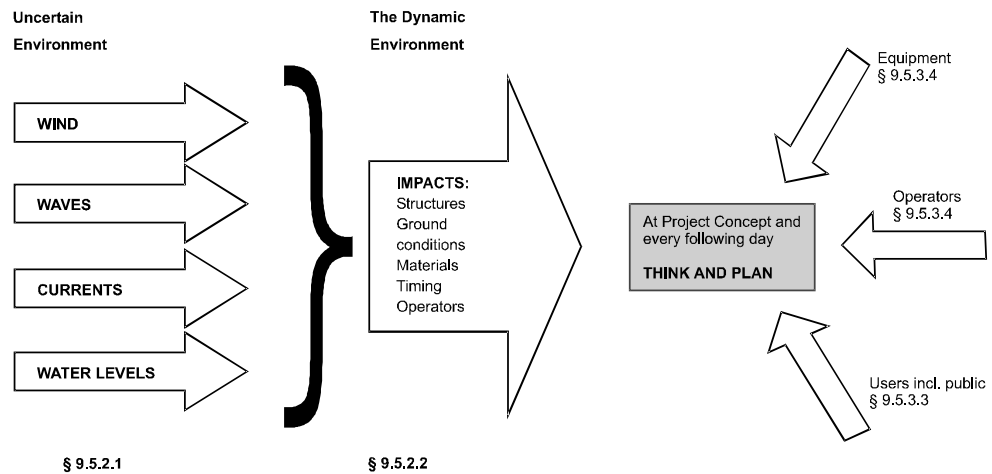 Uncertain
Environment
WIND
WAVES
CURRENTS
WATER LEVELS
§ 9.5.2.1
The Dynamic
Environment
IMPACTS:
Structures
Ground
conditions
Materials
Timing
Operators
§ 9.5.2.2
At Project Concept and
every following day
THINK AND PLAN
Equipment
§ 9.5.3.4
Operators
§ 9.5.3.4
Users incl. public
§ 9.5.3.3